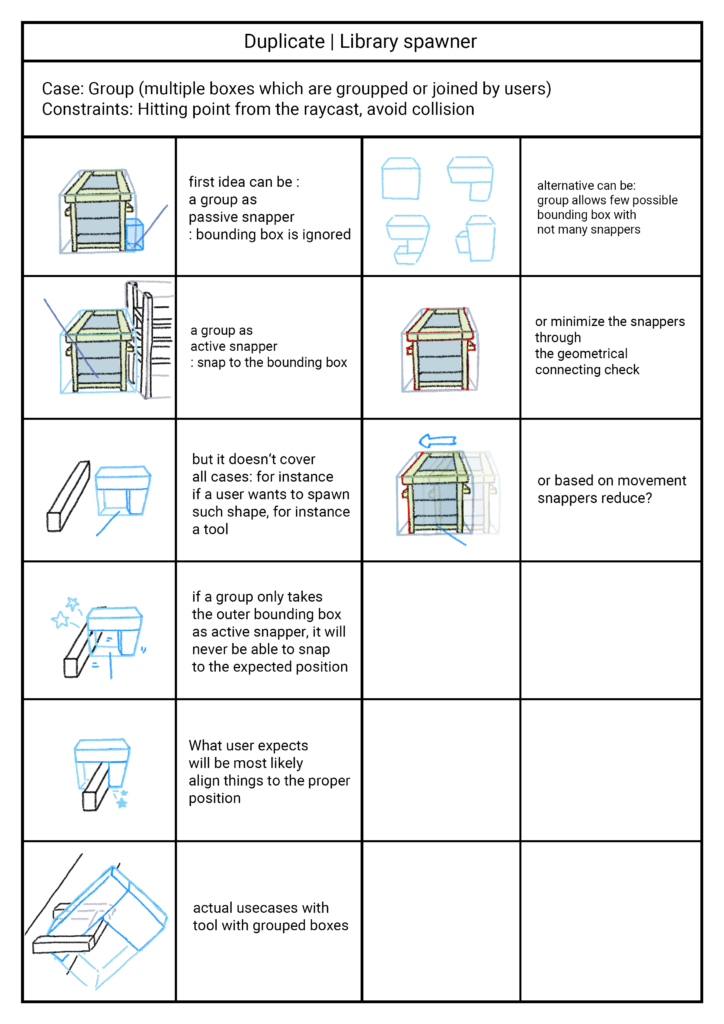 Duplicate | Library spawner
Case: Group (multiple boxes which are groupped or joined by users)
Constraints: Hitting point from the raycast, avoid collision
first idea can be :
a group as
passive snapper
: bounding box is ignored
a group as
active snapper
: snap to the bounding box
but it doesn't cover
all cases: for instance
if a user wants to spawn
such shape, for instance
a tool
if a group only takes
the outer bounding box
as active snapper, it will
never be able to snap
to the expected position
What user expects
will be most likely
align things to the proper
position
actual usecases with
tool with grouped boxes
alternative can be:
group allows few possible
bounding box with
not many snappers
or minimize the snappers
through
the geometrical
connecting check
or based on movement
snappers reduce?